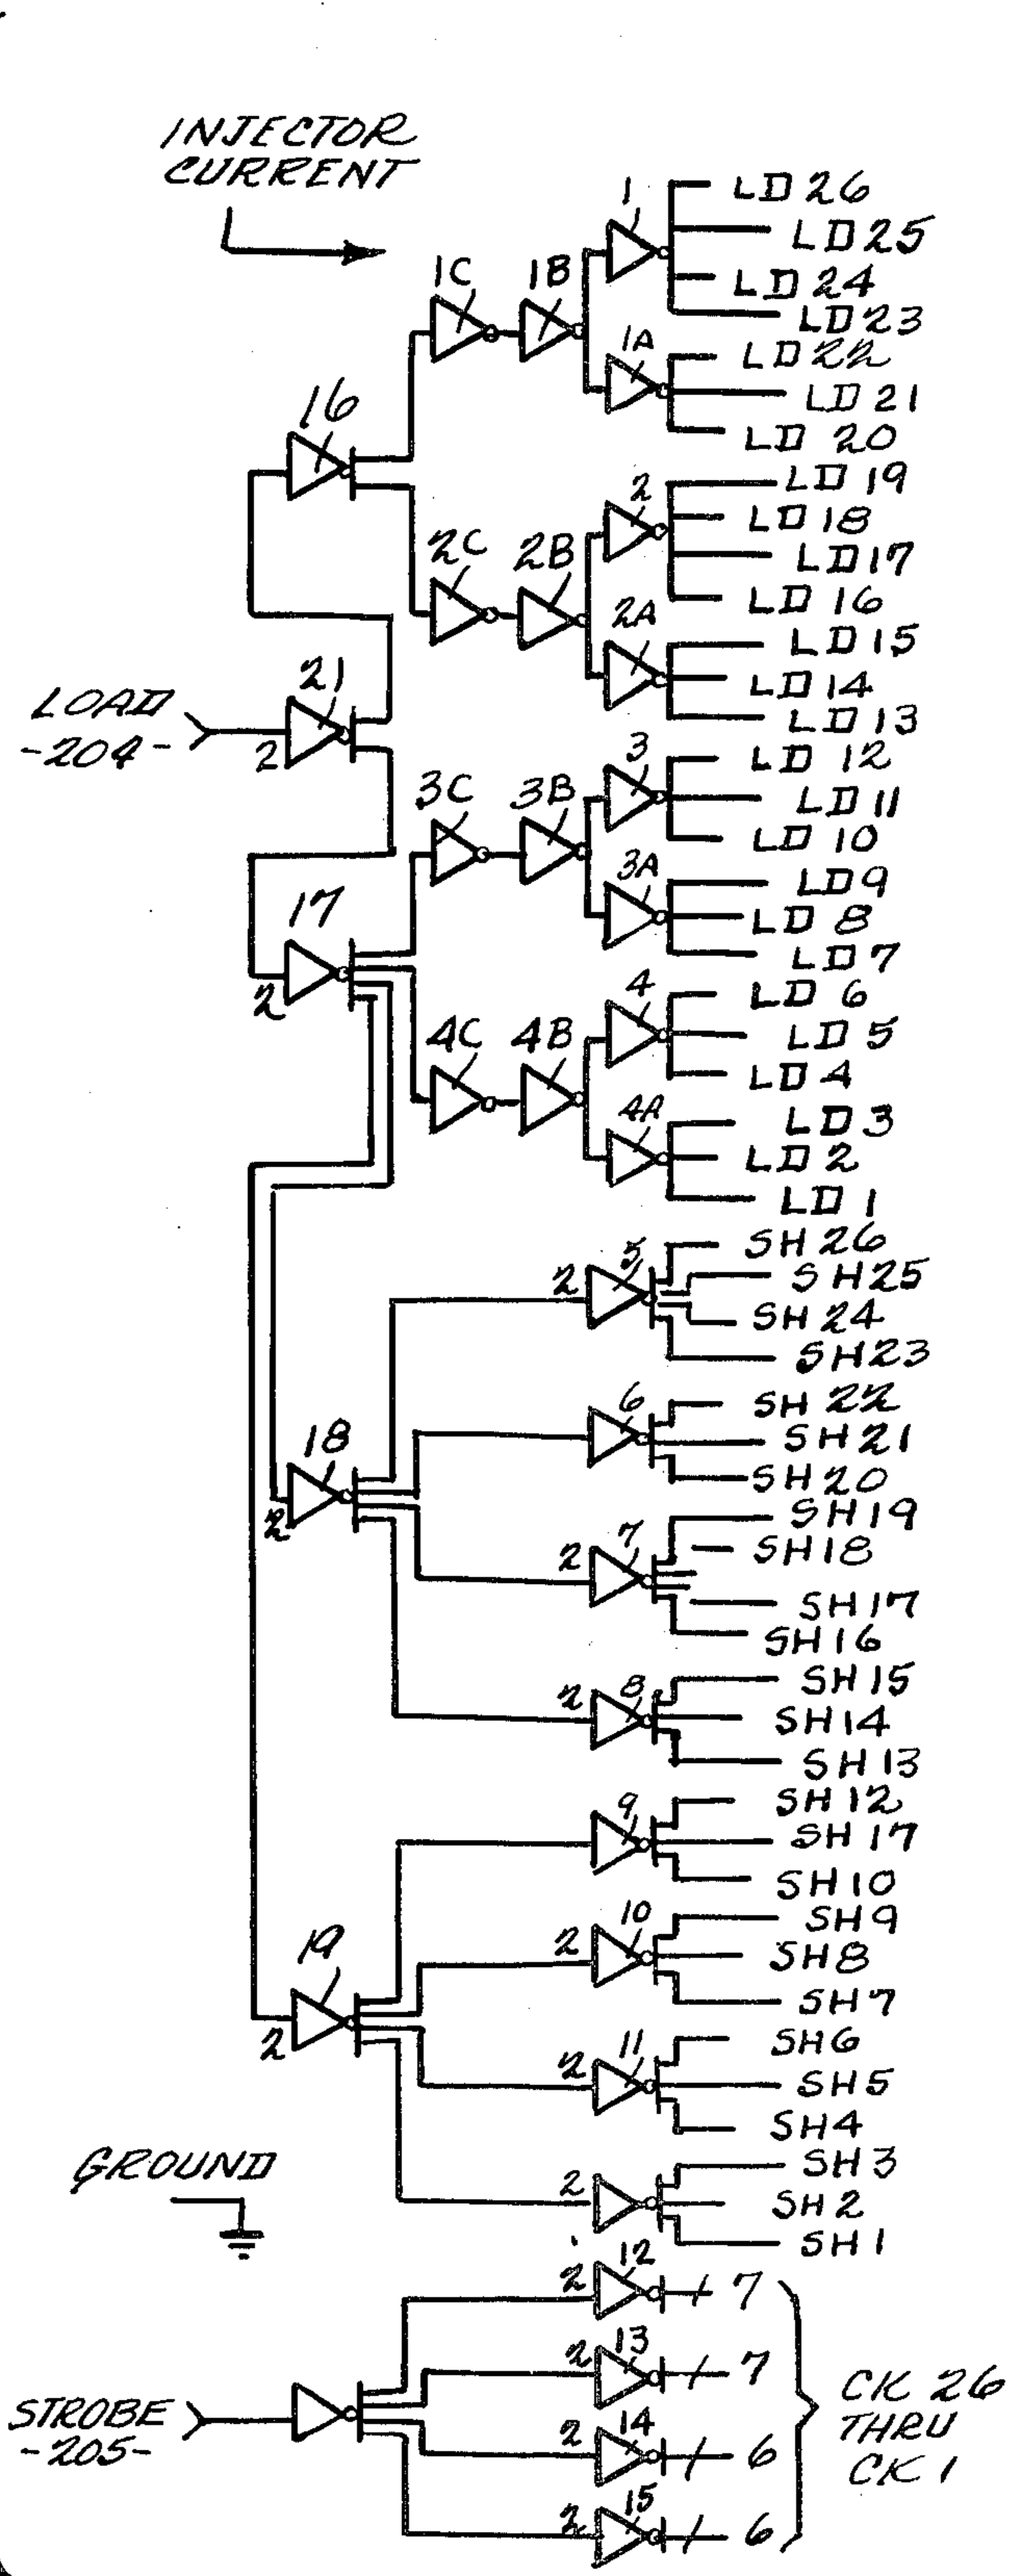 INJECTOR
CURRENT
1
LD 26
LD 25
1C
1B
LD 24
LD 23
1A
LD 22
LD 21
16
LD 20
2
LD 19
LD 18
2C
2B
LD 17
LD 16
2A
LD 15
21
LD 14
LOAD
-204-
2
LD 13
3
LD 12
3C
3B
LD 11
LD 10
3A
LD 9
17
LD 8
LD 7
2
4
LD 6
4C
4B
LD 5
LD 4
4A
LD 3
LD 2
LD 1
5
SH 26
2
SH 25
SH 24
SH 23
6
SH 22
18
SH 21
SH 20
2
SH 19
2
7
SH 18
SH 17
SH 16
2
8
SH 15
SH 14
SH 13
9
SH 12
SH 17
SH 10
10
SH 9
19
2
SH 8
SH 7
2
11
SH 6
2
SH 5
SH 4
GROUND
SH 3
2
SH 2
SH 1
12
2
7
13
2
7
CK 26
STROBE
-205-
14
2
6
THRU
CK 1
15
2
6